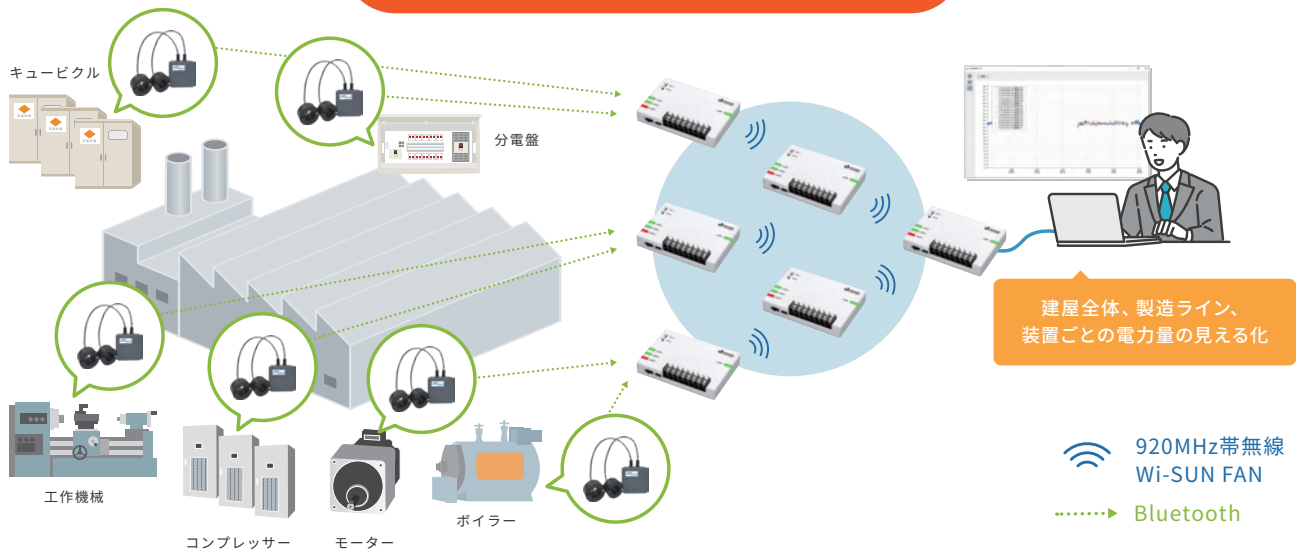 キュービクル
分電盤
建屋全体、製造ライン、
装置ごとの電力量の見える化
工作機械
コンプレッサー
モーター
ボイラー
920MHz帯無線
Wi-SUN FAN
Bluetooth